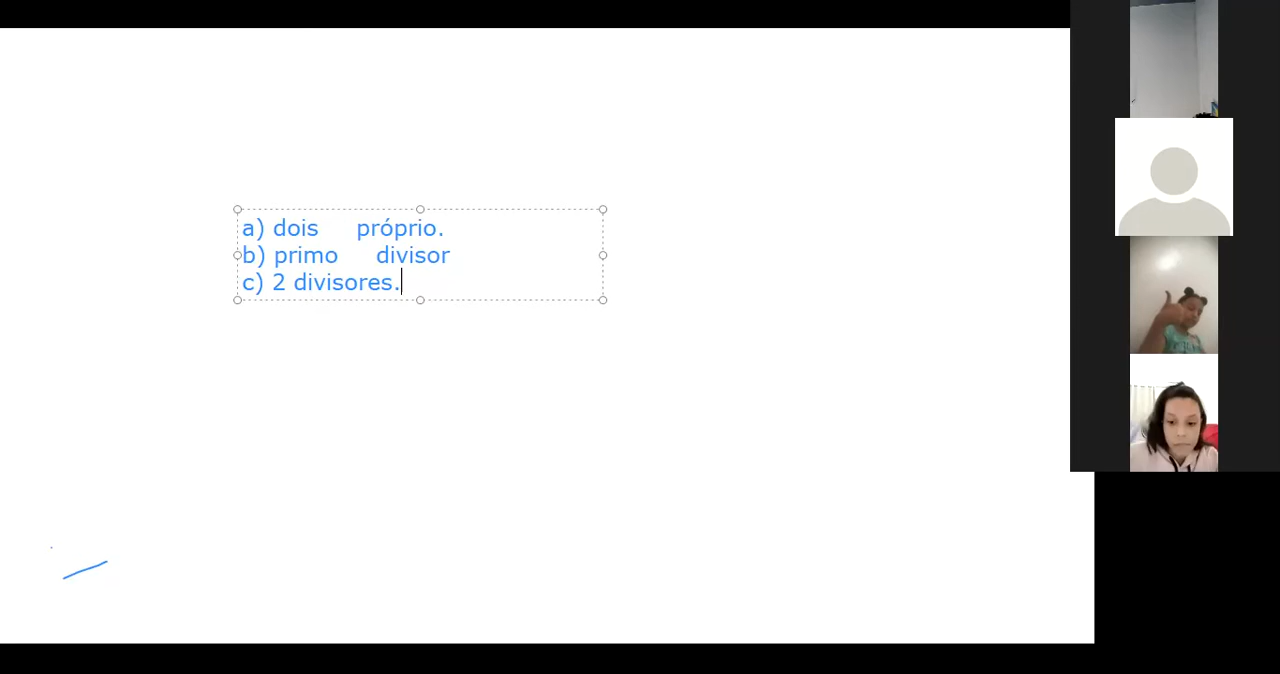 a) dois próprio.
b) primo divisor
c) 2 divisores.